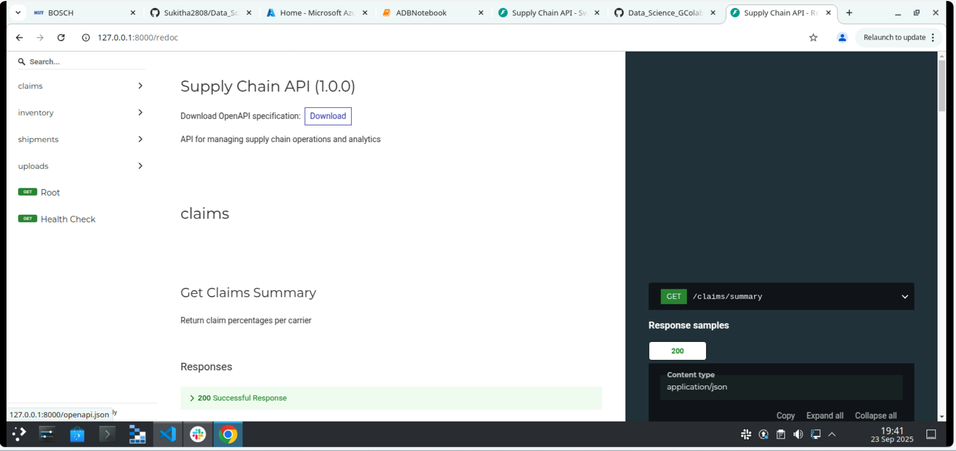 BOSCH
Sukitha2808/Data_Sc
Home - Microsoft Az
ADBNotebook
Supply Chain API - Sw
Data_Science_GColab
Supply Chain API - Re
127.0.0.1:8000/redoc
Relaunch to update
Search...
claims
inventory
shipments
uploads
GET Root
GET Health Check
127.0.0.1:8000/openapi.json
Supply Chain API (1.0.0)
Download OpenAPI specification: Download
API for managing supply chain operations and analytics
claims
Get Claims Summary
Return claim percentages per carrier
Responses
200 Successful Response
GET /claims/summary
Response samples
200
Content type
application/json
Copy Expand all Collapse all
19:41
23 Sep 2025